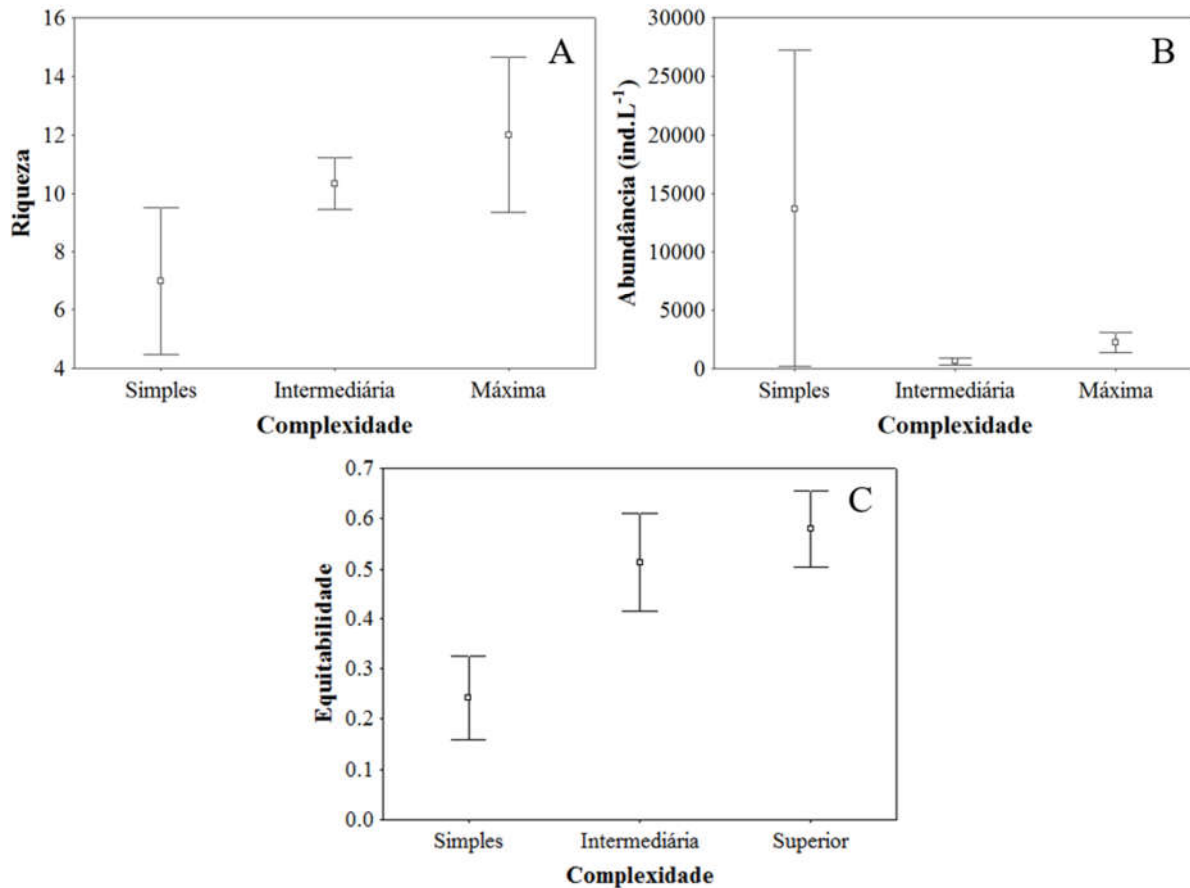 A
Riqueza
16
14
12
10
8
6
4
Simples Intermediária Máxima
Complexidade
B
Abundância (ind.L⁻¹)
30000
25000
20000
15000
10000
5000
0
Simples Intermediária Máxima
Complexidade
C
Equitabilidade
0.7
0.6
0.5
0.4
0.3
0.2
0.1
0.0
Simples Intermediária Superior
Complexidade